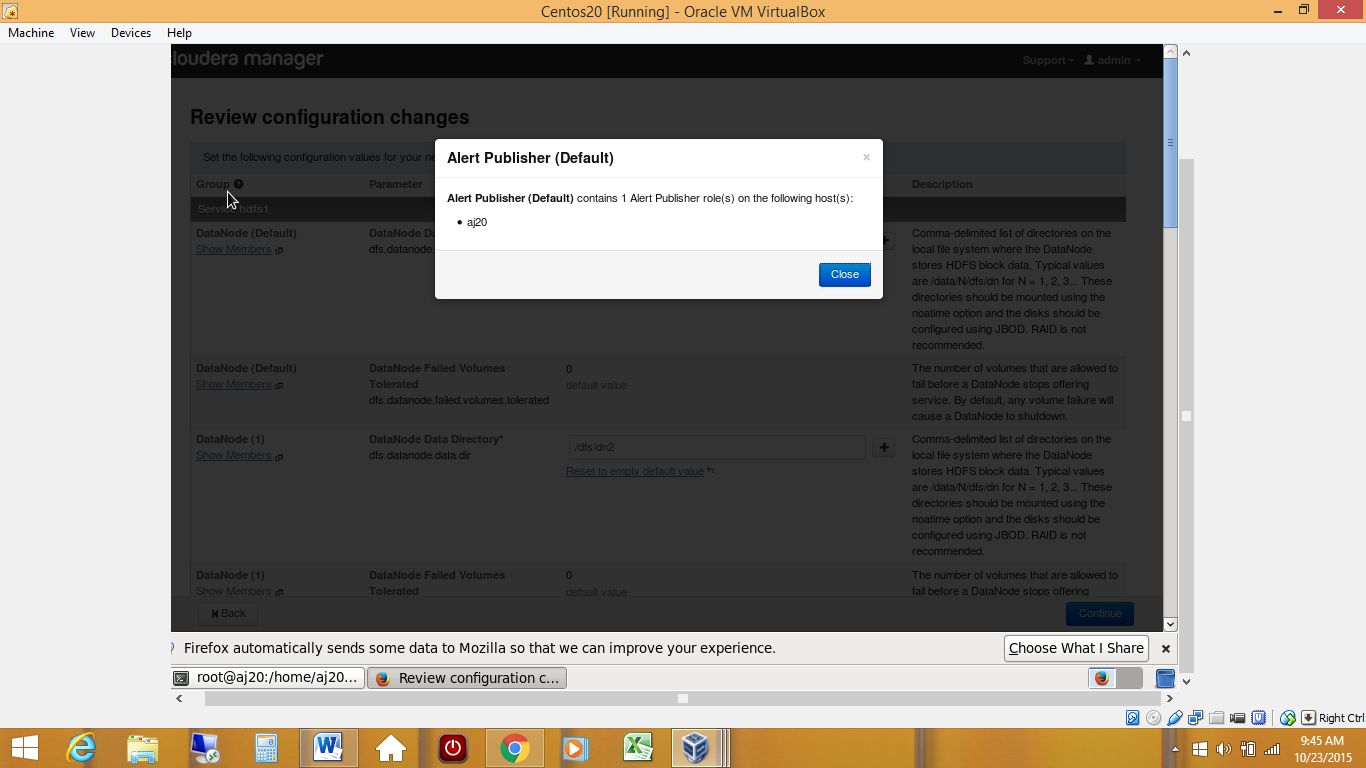 Centos20 [Running] - Oracle VM VirtualBox
Machine View Devices Help
cloudera manager
Support admin
Review configuration changes
Set the following configuration values for your ne
Group Parameter Description
Service hdfs1
Alert Publisher (Default) ×
Alert Publisher (Default) contains 1 Alert Publisher role(s) on the following host(s):
• aj20
Close
DataNode (Default)
Show Members
DataNode Da
dfs.datanode.
Comma-delimited list of directories on the
local file system where the DataNode
stores HDFS block data. Typical values
are /data/N/dfs/dn for N = 1, 2, 3... These
directories should be mounted using the
noatime option and the disks should be
configured using JBOD. RAID is not
recommended.
DataNode (Default)
Show Members
DataNode Failed Volumes
Tolerated
dfs.datanode.failed.volumes.tolerated
0
default value
The number of volumes that are allowed to
fail before a DataNode stops offering
service. By default, any volume failure will
cause a DataNode to shutdown.
DataNode (1)
Show Members
DataNode Data Directory*
dfs.datanode.data.dir
/dfs/dn2
Reset to empty default value
Comma-delimited list of directories on the
local file system where the DataNode
stores HDFS block data. Typical values
are /data/N/dfs/dn for N = 1, 2, 3... These
directories should be mounted using the
noatime option and the disks should be
configured using JBOD. RAID is not
recommended.
DataNode (1)
Show Members
DataNode Failed Volumes
Tolerated
0
default value
The number of volumes that are allowed to
fail before a DataNode stops offering
Back Continue
Firefox automatically sends some data to Mozilla so that we can improve your experience.
Choose What I Share ×
root@aj20:/home/aj20... Review configuration c...
Right Ctrl
9:45 AM
10/23/2015